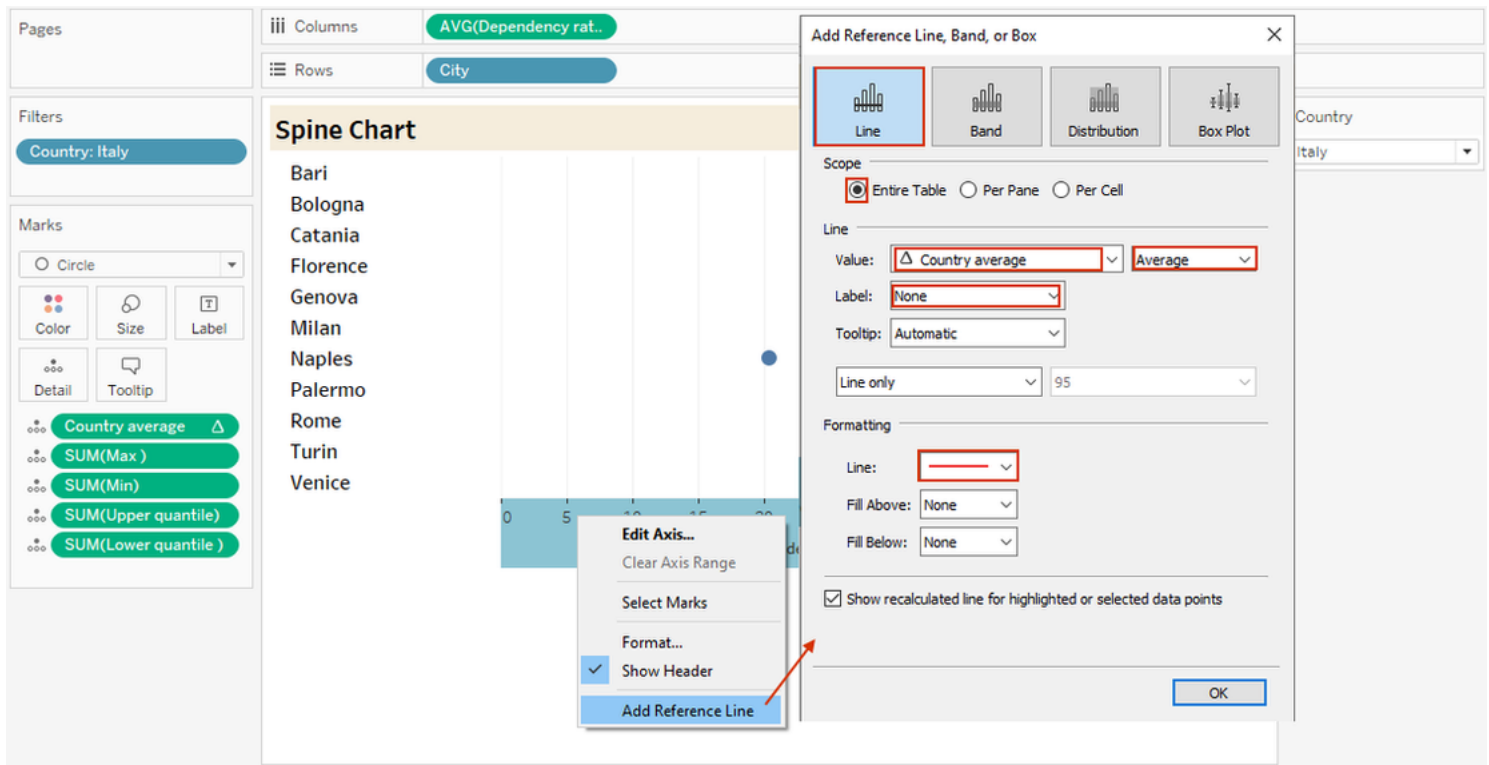 Pages
Columns
AVG(Dependency rat..
Rows
City
Filters
Country: Italy
Marks
Circle
Color
Size
Label
Detail
Tooltip
Country average
SUM(Max )
SUM(Min)
SUM(Upper quantile)
SUM(Lower quantile )
Spine Chart
Bari
Bologna
Catania
Florence
Genova
Milan
Naples
Palermo
Rome
Turin
Venice
0 5 10 15 20
Edit Axis...
Clear Axis Range
Select Marks
Format...
Show Header
Add Reference Line
Add Reference Line, Band, or Box
Line
Band
Distribution
Box Plot
Scope
Entire Table
Per Pane
Per Cell
Line
Value: Country average Average
Label: None
Tooltip: Automatic
Line only 95
Formatting
Line:
Fill Above: None
Fill Below: None
Show recalculated line for highlighted or selected data points
OK
Country
Italy